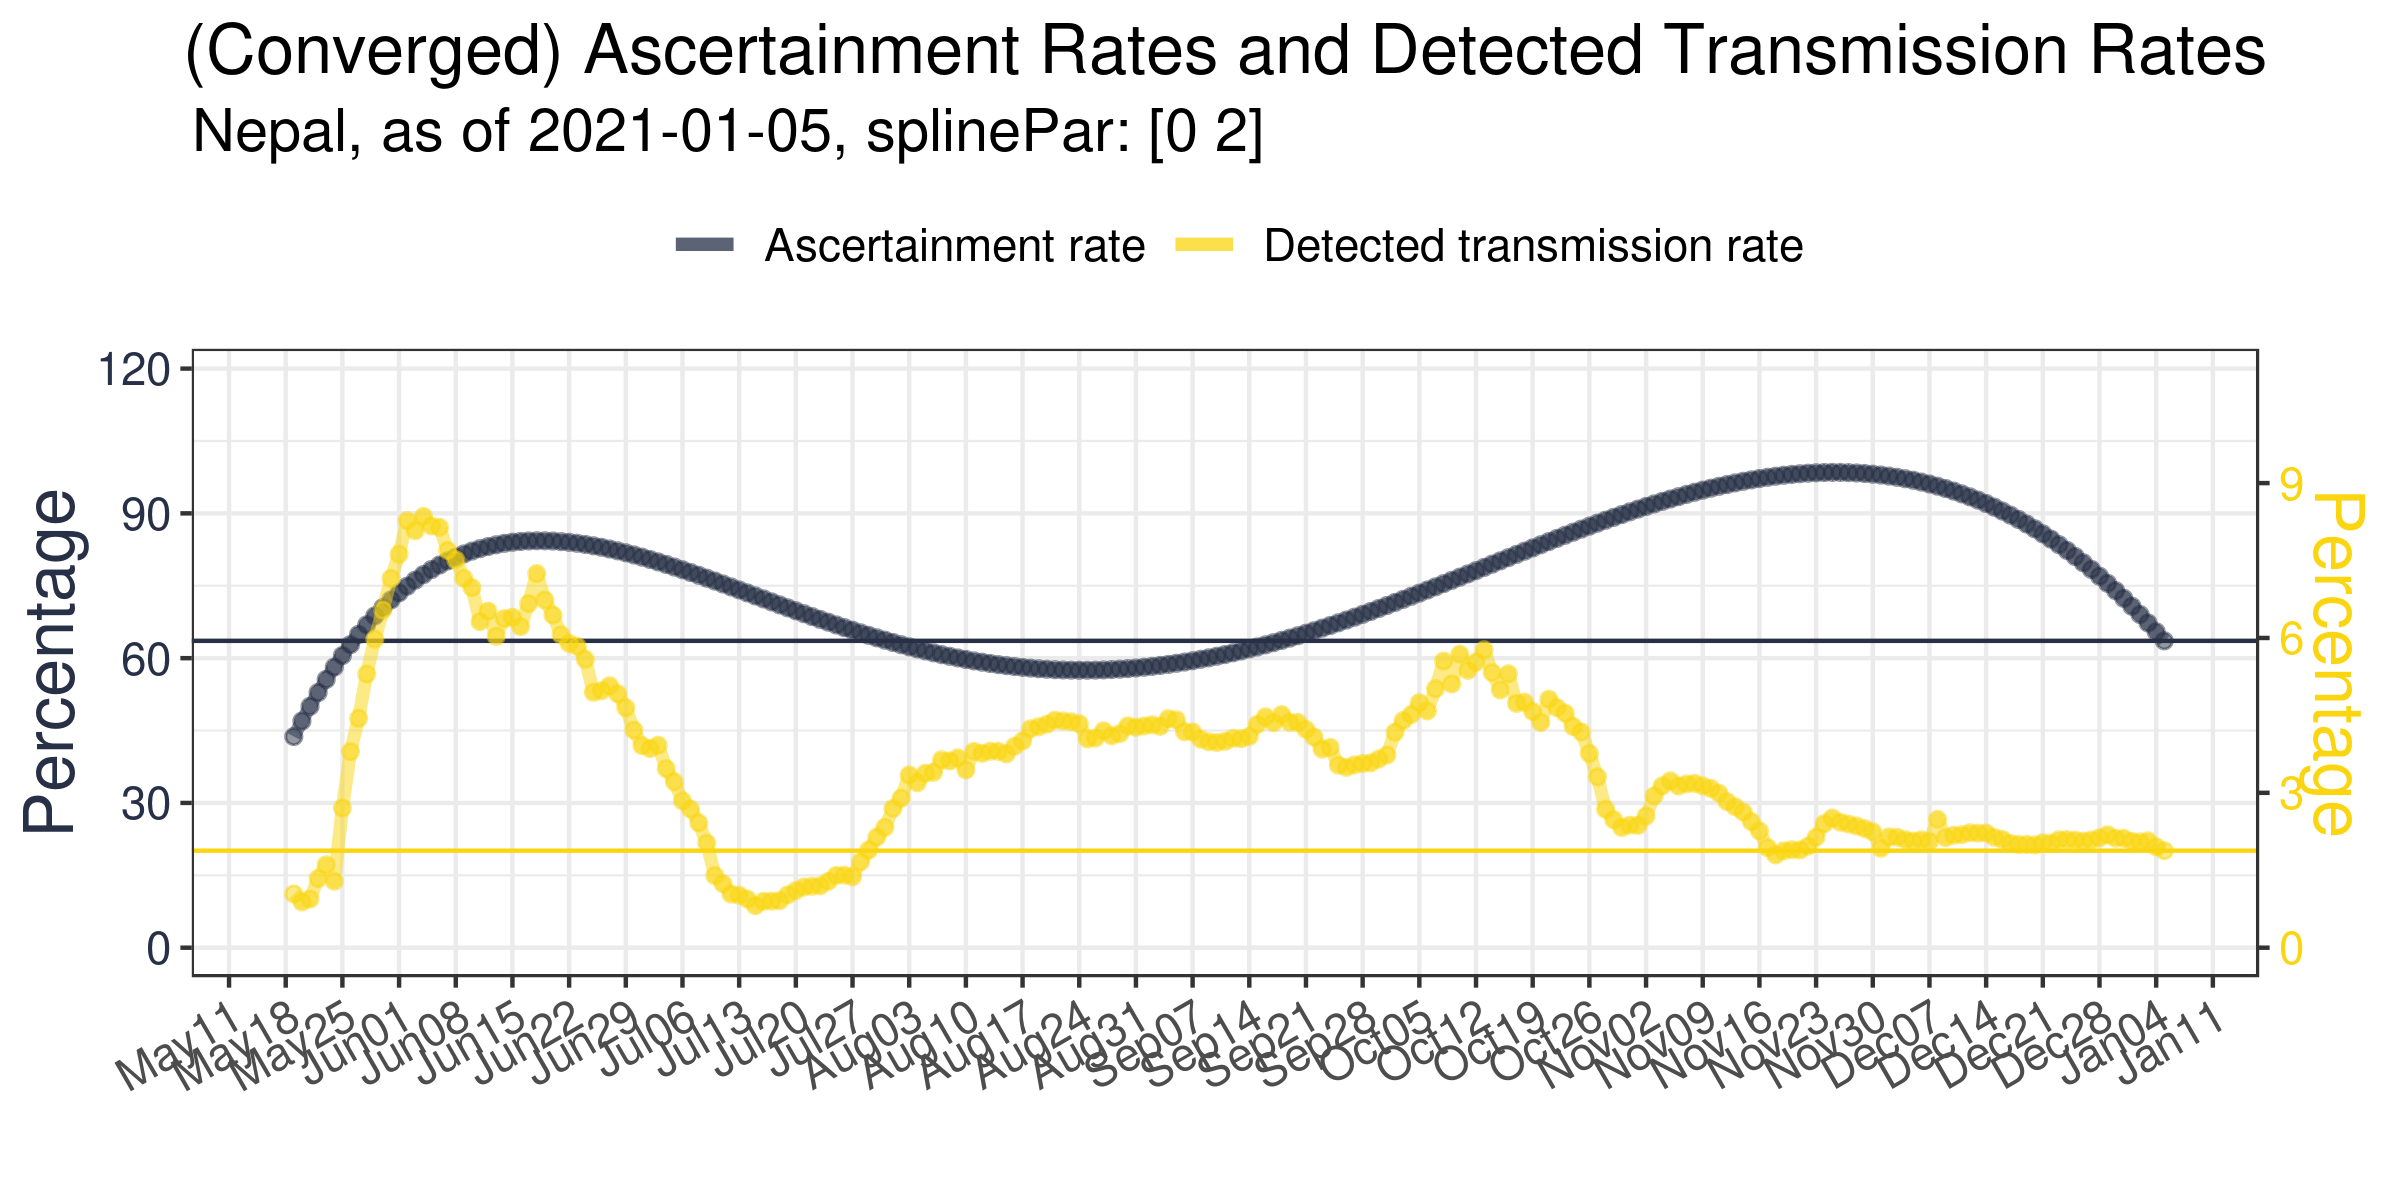 (Converged) Ascertainment Rates and Detected Transmission Rates
Nepal, as of 2021-01-05, splinePar: [0 2]
Ascertainment rate
Detected transmission rate
Percentage
120
90
60
30
0
9
6
3
0
Percentage
May11
May18
May25
Jun01
Jun08
Jun15
Jun22
Jun29
Jul06
Jul13
Jul20
Jul27
Aug03
Aug10
Aug17
Aug24
Aug31
Sep07
Sep14
Sep21
Sep28
Oct05
Oct12
Oct19
Oct26
Nov02
Nov09
Nov16
Nov23
Nov30
Dec07
Dec14
Dec21
Dec28
Jan04
Jan11